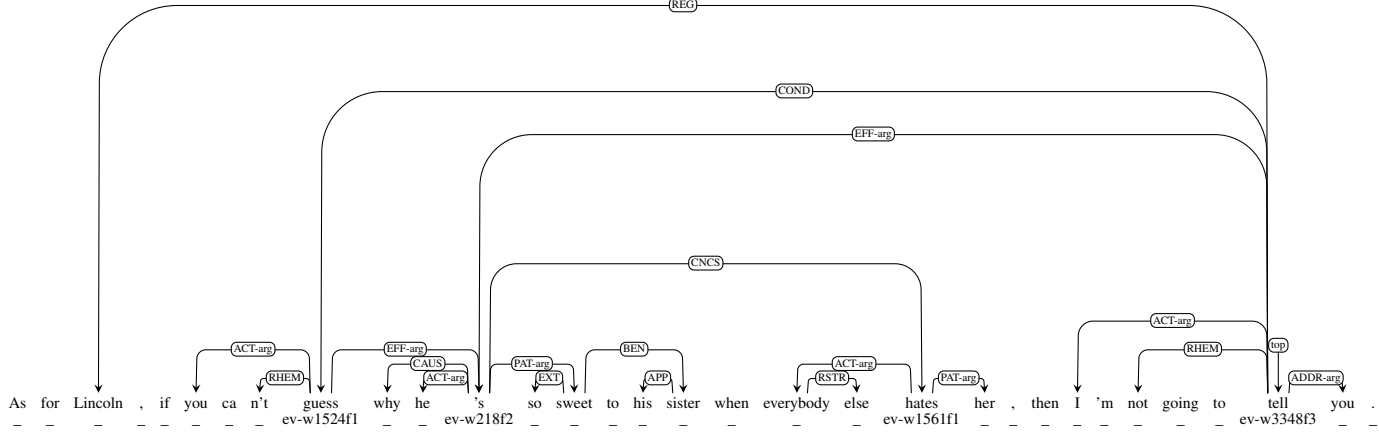 REG
COND
EFF-arg
CNCS
ACT-arg
ACT-arg EFF-arg BEN RHEM top
CAUS PAT-arg ACT-arg
RHEM ACT-arg EXT APP RSTR PAT-arg ADDR-arg
As for Lincoln , if you ca n't guess why he 's so sweet to his sister when everybody else hates her , then I 'm not going to tell you .
_ _ _ _ _ _ _ _ ev-w1524f1 _ _ ev-w218f2 _ _ _ _ _ _ _ _ ev-w1561f1 _ _ _ _ _ _ _ _ ev-w3348f3 _ _